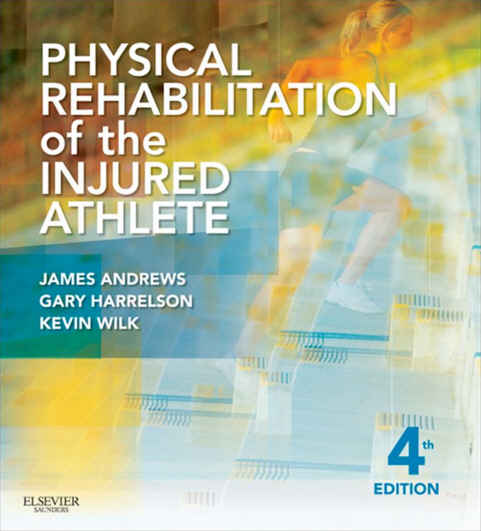 PHYSICAL
REHABILITATION
of the
INJURED
ATHLETE
JAMES ANDREWS
GARY HARRELSON
KEVIN WILK
4th
EDITION
ELSEVIER
SAUNDERS